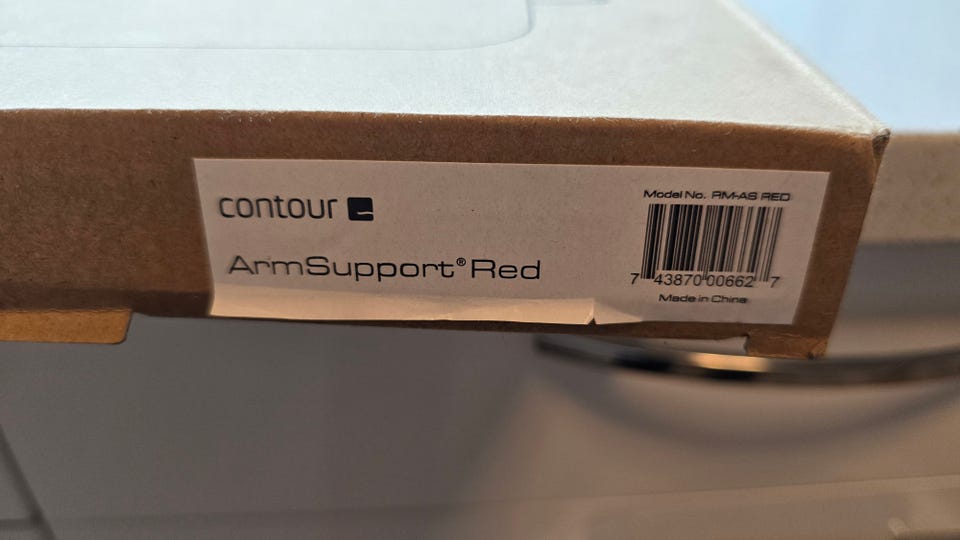 contour
ArmSupport® Red
Model No. RM-AS RED
7 43870 00662 7
Made in China